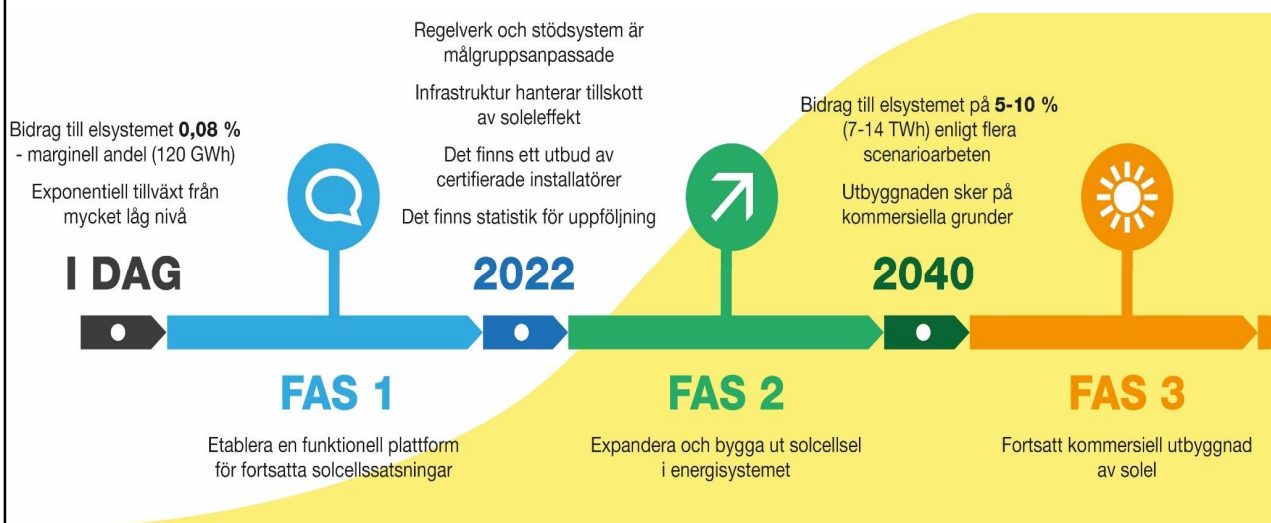 Bidrag till elsystemet 0,08 %
- marginell andel (120 GWh)
Exponentiell tillväxt från
mycket låg nivå
I DAG
FAS 1
Etablera en funktionell plattform
för fortsatta solcellssatsningar
Regelverk och stödsystem är
målgruppsanpassade
Infrastruktur hanterar tillskott
av soleleffekt
Det finns ett utbud av
certifierade installatörer
Det finns statistik för uppföljning
2022
FAS 2
Expandera och bygga ut solcellsel
i energisystemet
Bidrag till elsystemet på 5-10 %
(7-14 TWh) enligt flera
scenarioarbeten
Utbyggnaden sker på
kommersiella grunder
2040
FAS 3
Fortsatt kommersiell utbyggnad
av solel